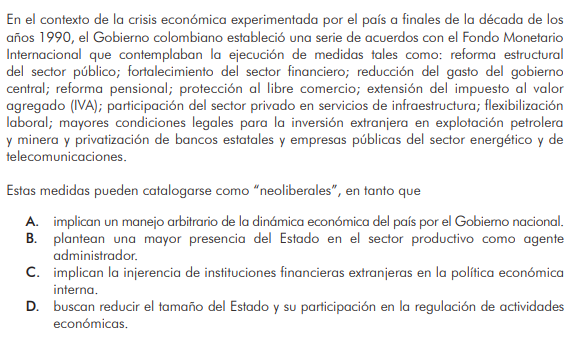 En el contexto de la crisis económica experimentada por el país a finales de la década de los
años 1990, el Gobierno colombiano estableció una serie de acuerdos con el Fondo Monetario
Internacional que contemplaban la ejecución de medidas tales como: reforma estructural
del sector público; fortalecimiento del sector financiero; reducción del gasto del gobierno
central; reforma pensional; protección al libre comercio; extensión del impuesto al valor
agregado (IVA); participación del sector privado en servicios de infraestructura; flexibilización
laboral; mayores condiciones legales para la inversión extranjera en explotación petrolera
y minera y privatización de bancos estatales y empresas públicas del sector energético y de
telecomunicaciones.
Estas medidas pueden catalogarse como “neoliberales”, en tanto que
A. implican un manejo arbitrario de la dinámica económica del país por el Gobierno nacional.
B. plantean una mayor presencia del Estado en el sector productivo como agente
administrador.
C. implican la injerencia de instituciones financieras extranjeras en la política económica
interna.
D. buscan reducir el tamaño del Estado y su participación en la regulación de actividades
económicas.